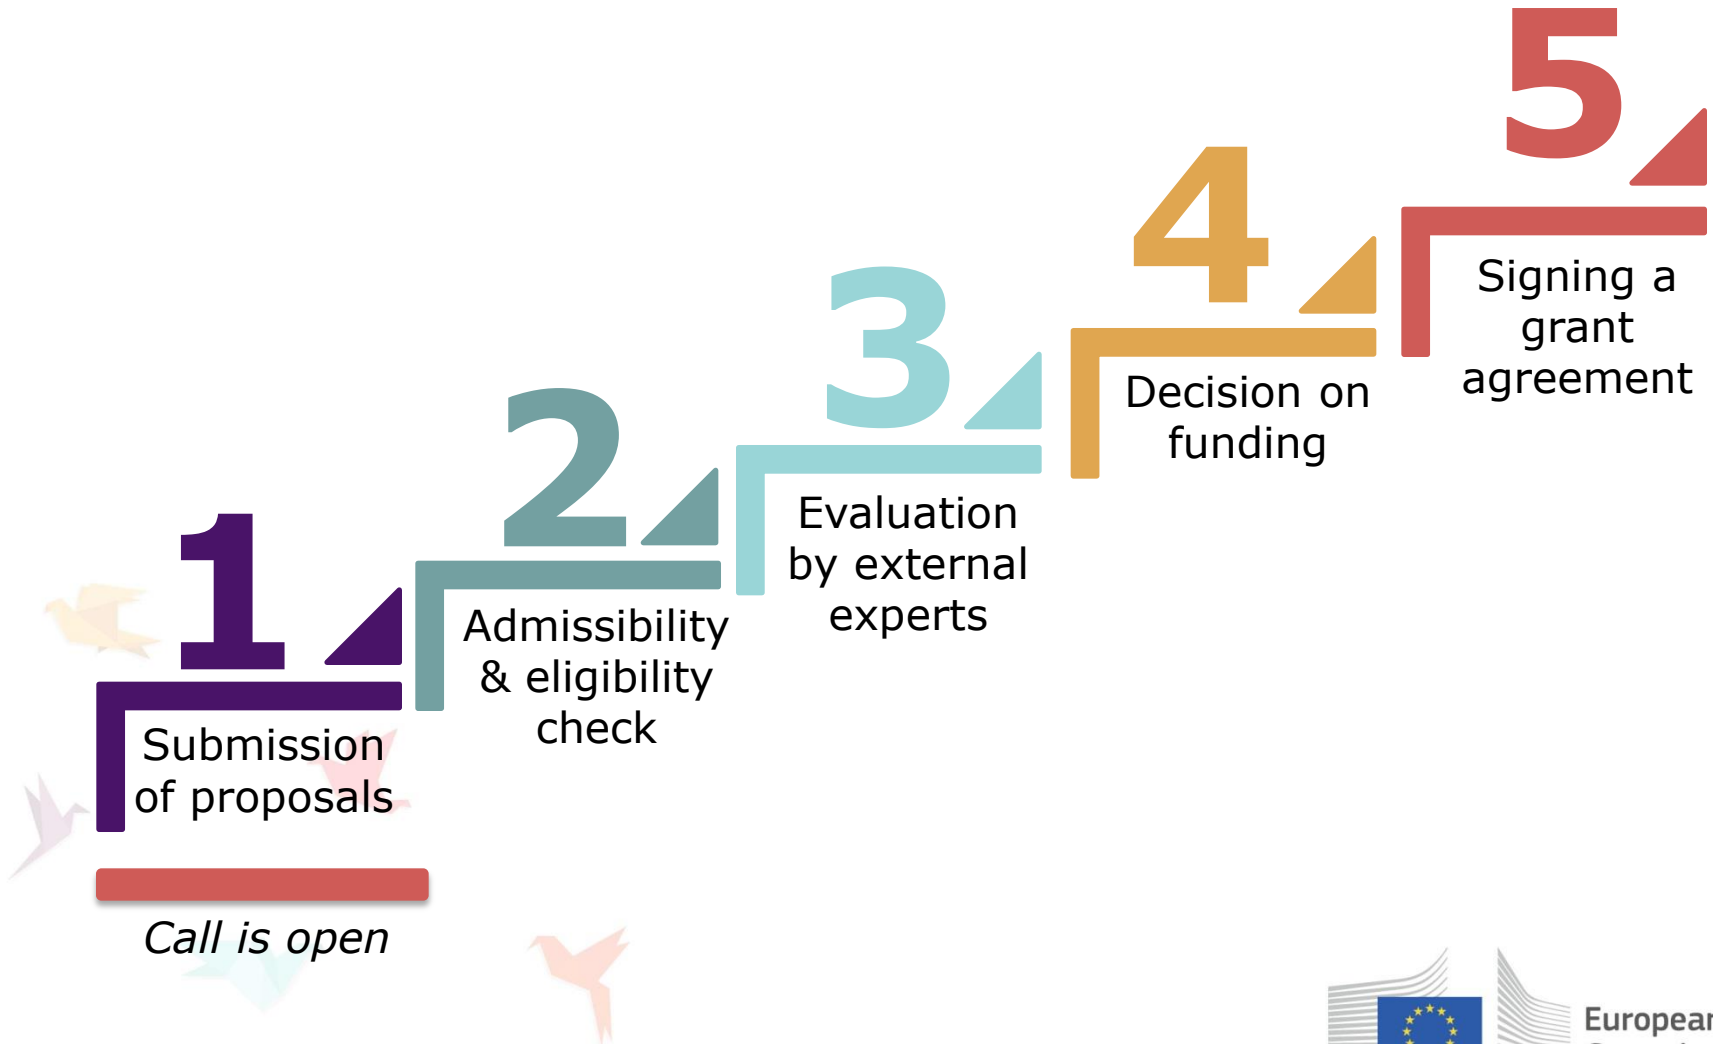 1
Submission
of proposals
Call is open
2
Admissibility
& eligibility
check
3
Evaluation
by external
experts
4
Decision on
funding
5
Signing a
grant
agreement